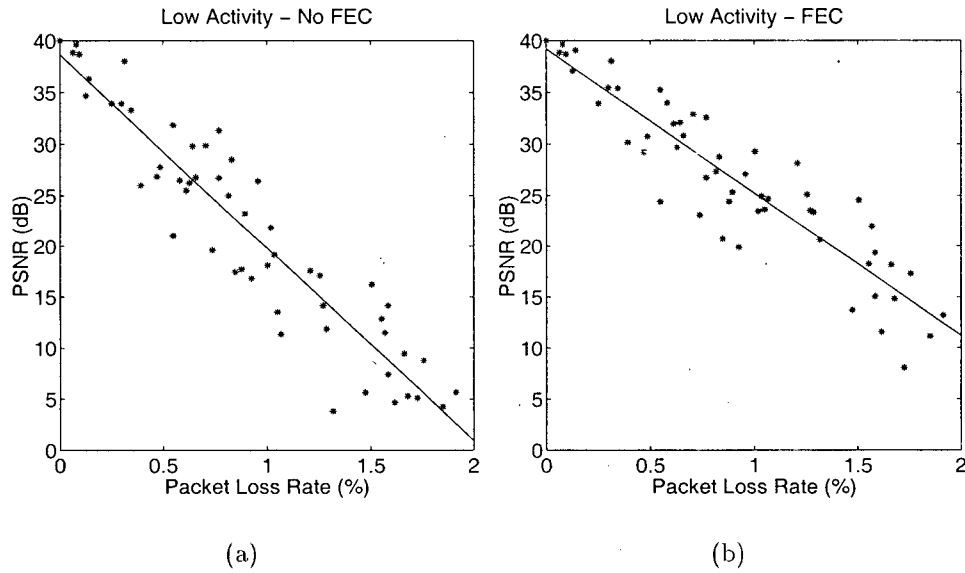 Low Activity – No FEC
40
35
30
25
20
15
10
5
0
PSNR (dB)
0 0.5 1 1.5 2
Packet Loss Rate (%)
(a)
Low Activity – FEC
40
35
30
25
20
15
10
5
0
PSNR (dB)
0 0.5 1 1.5 2
Packet Loss Rate (%)
(b)